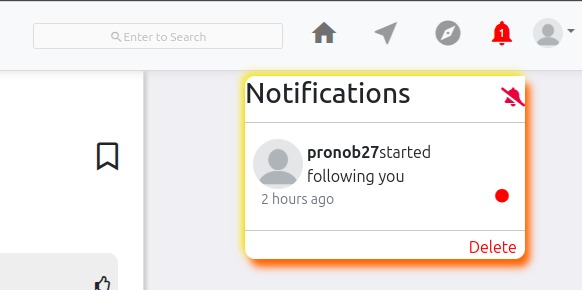 Enter to Search
1
Notifications
pronob27started
following you
2 hours ago
Delete